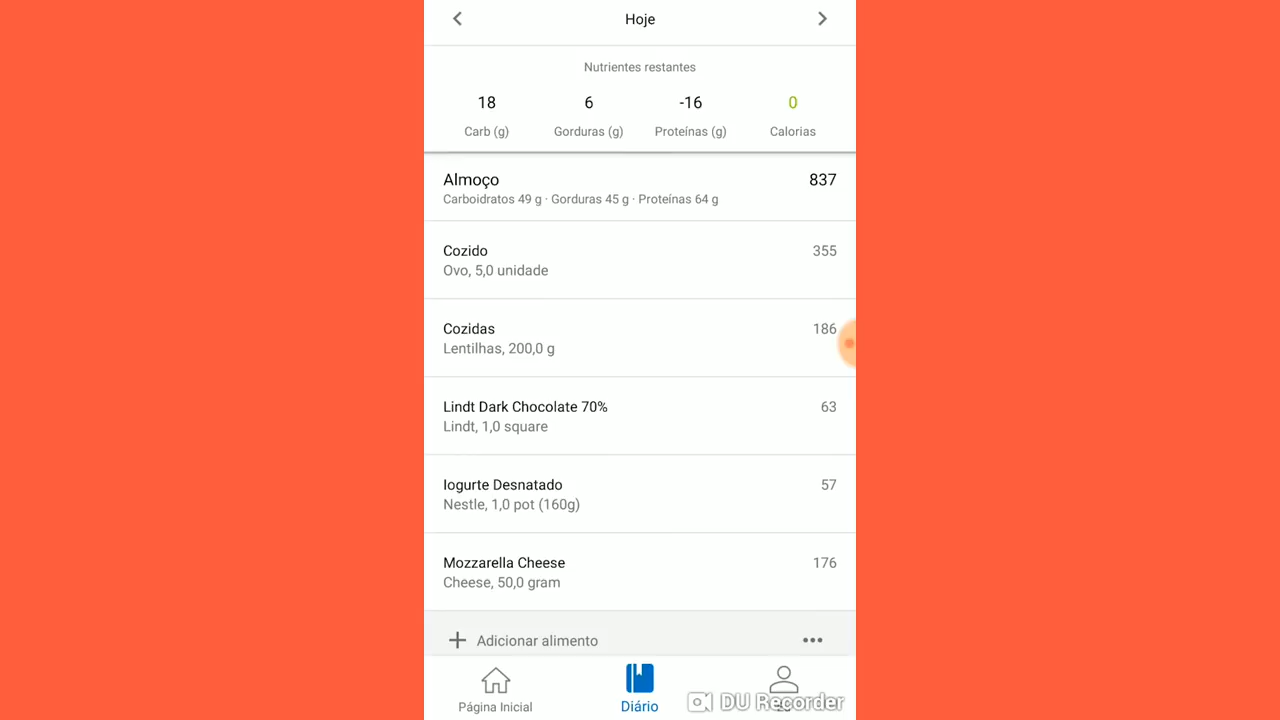 Hoje
Nutrientes restantes
18 6 -16 0
Carb (g) Gorduras (g) Proteínas (g) Calorias
Almoço 837
Carboidratos 49 g · Gorduras 45 g · Proteínas 64 g
Cozido 355
Ovo, 5,0 unidade
Cozidas 186
Lentilhas, 200,0 g
Lindt Dark Chocolate 70% 63
Lindt, 1,0 square
Iogurte Desnatado 57
Nestle, 1,0 pot (160g)
Mozzarella Cheese 176
Cheese, 50,0 gram
Adicionar alimento
Página Inicial Diário DU Recorder